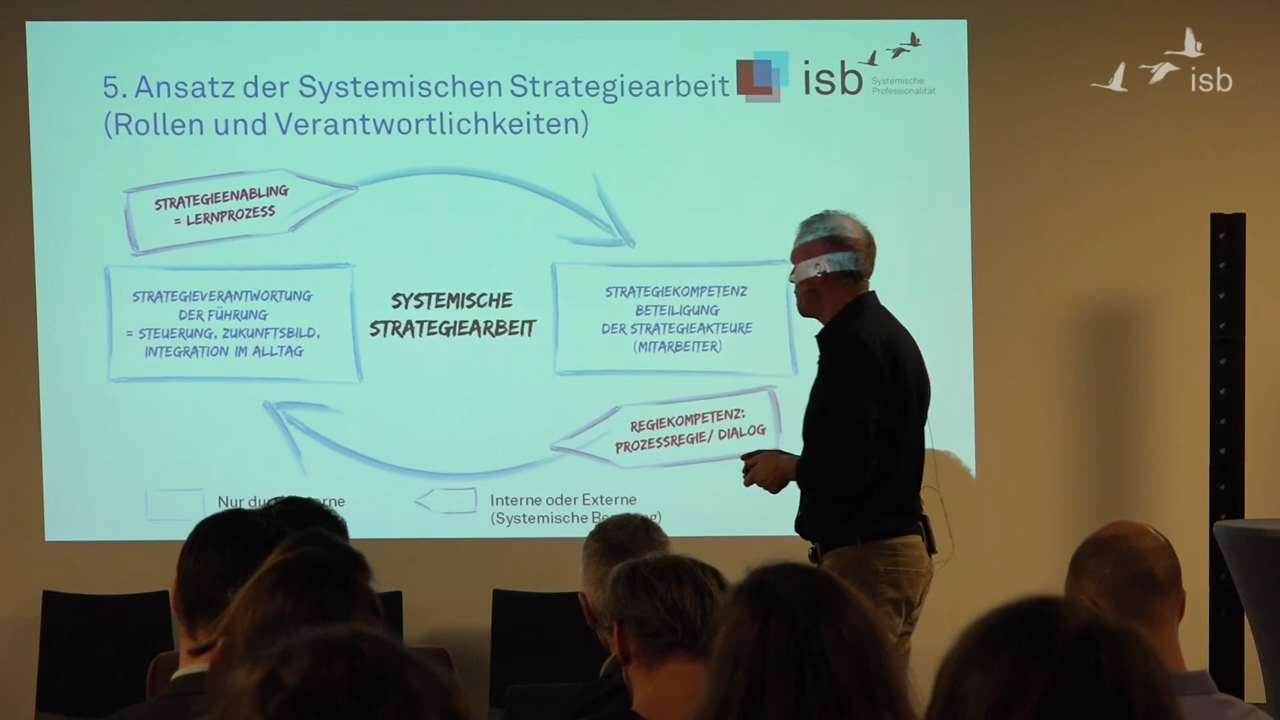 5. Ansatz der Systemischen Strategiearbeit
(Rollen und Verantwortlichkeiten)
isb
Systemische
Professionalität
isb
STRATEGIEENABLING
= LERNPROZESS
STRATEGIEVERANTWORTUNG
DER FÜHRUNG
= STEUERUNG, ZUKUNFTSBILD,
INTEGRATION IM ALLTAG
SYSTEMISCHE
STRATEGIEARBEIT
STRATEGIEKOMPETENZ
BETEILIGUNG
DER STRATEGIEAKTEURE
(MITARBEITER)
REGIEKOMPETENZ:
PROZESSREGIE/ DIALOG
Nur
Interne oder Externe
(Systemische